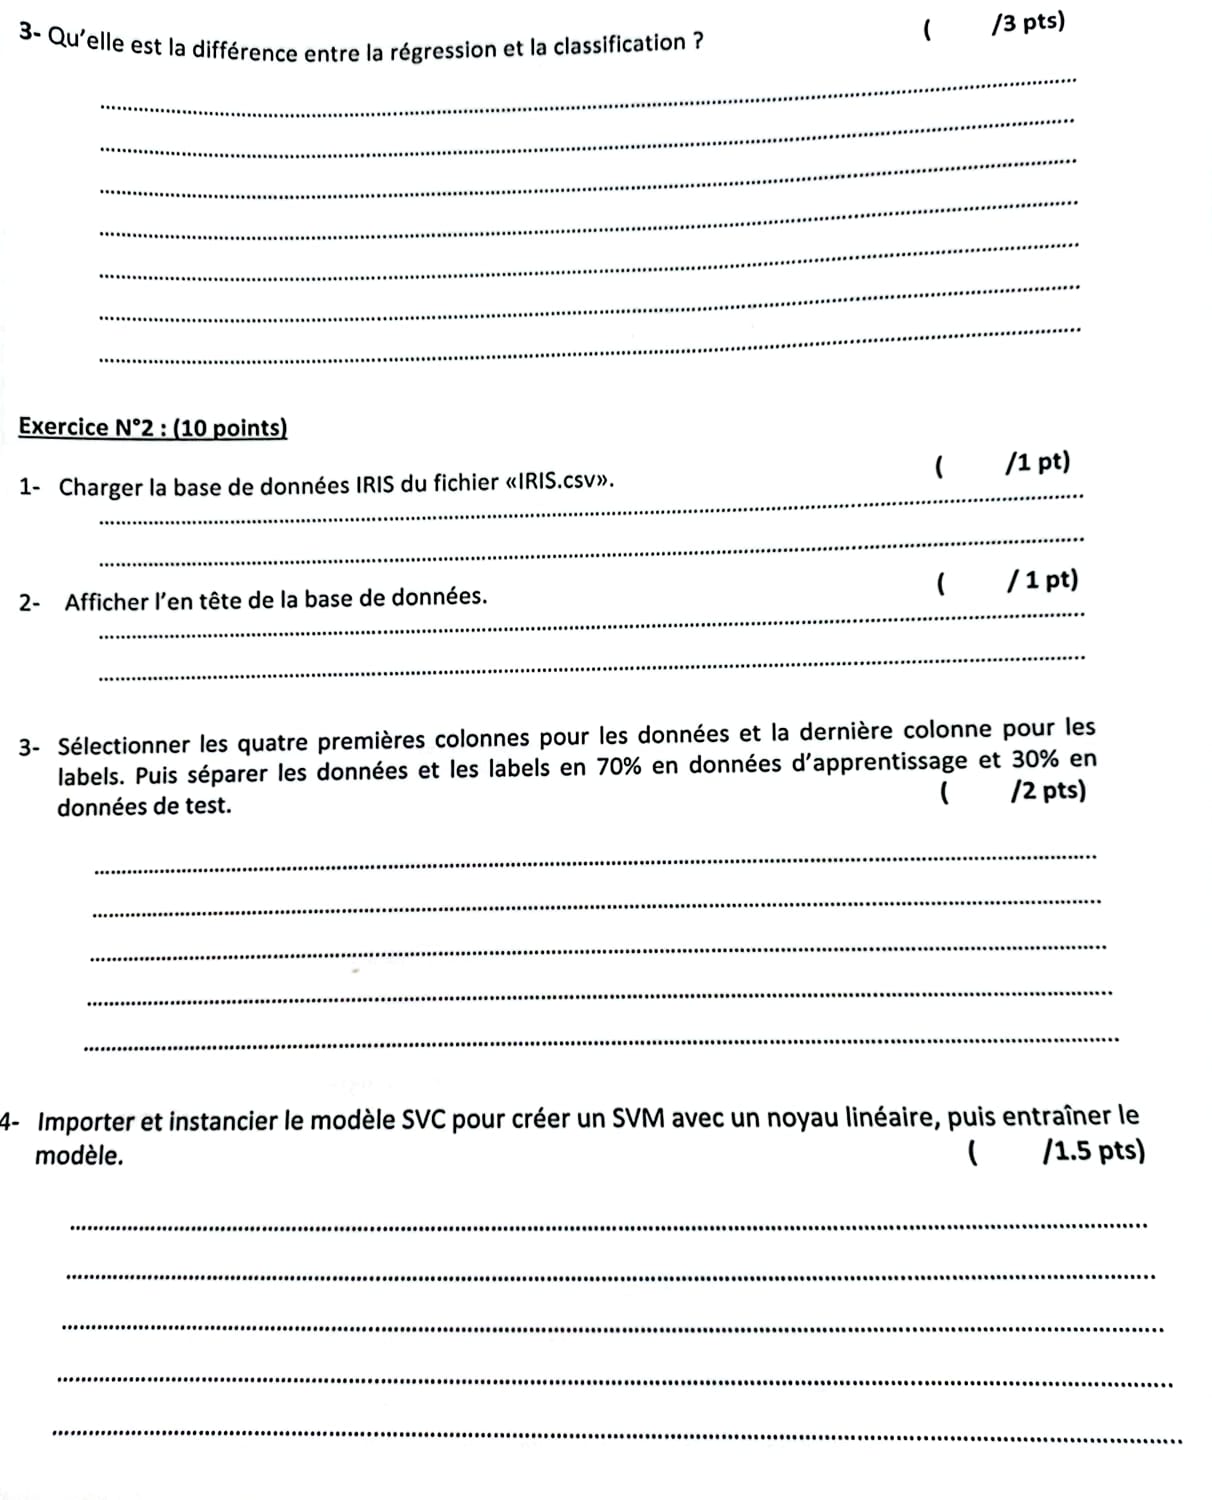 3- Qu'elle est la différence entre la régression et la classification ? ( /3 pts)
Exercice N°2 : (10 points)
1- Charger la base de données IRIS du fichier «IRIS.csv». ( /1 pt)
2- Afficher l'en tête de la base de données. ( / 1 pt)
3- Sélectionner les quatre premières colonnes pour les données et la dernière colonne pour les
labels. Puis séparer les données et les labels en 70% en données d'apprentissage et 30% en
données de test. ( /2 pts)
4- Importer et instancier le modèle SVC pour créer un SVM avec un noyau linéaire, puis entraîner le
modèle. ( /1.5 pts)